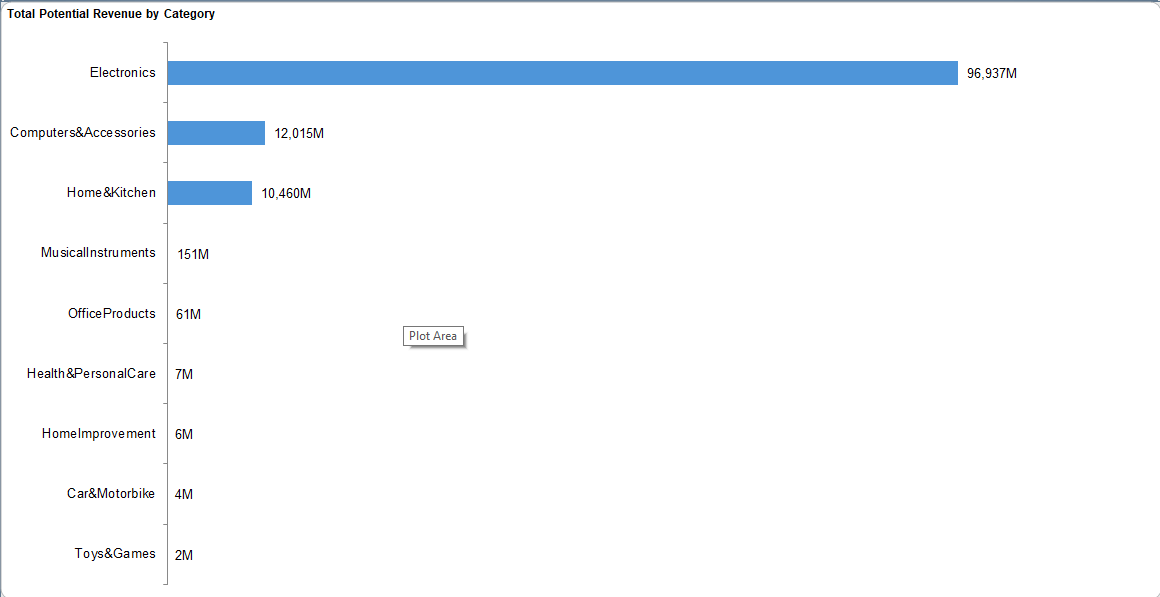 Total Potential Revenue by Category
Electronics 96,937M
Computers&Accessories 12,015M
Home&Kitchen 10,460M
MusicalInstruments 151M
OfficeProducts 61M
Plot Area
Health&PersonalCare 7M
HomeImprovement 6M
Car&Motorbike 4M
Toys&Games 2M